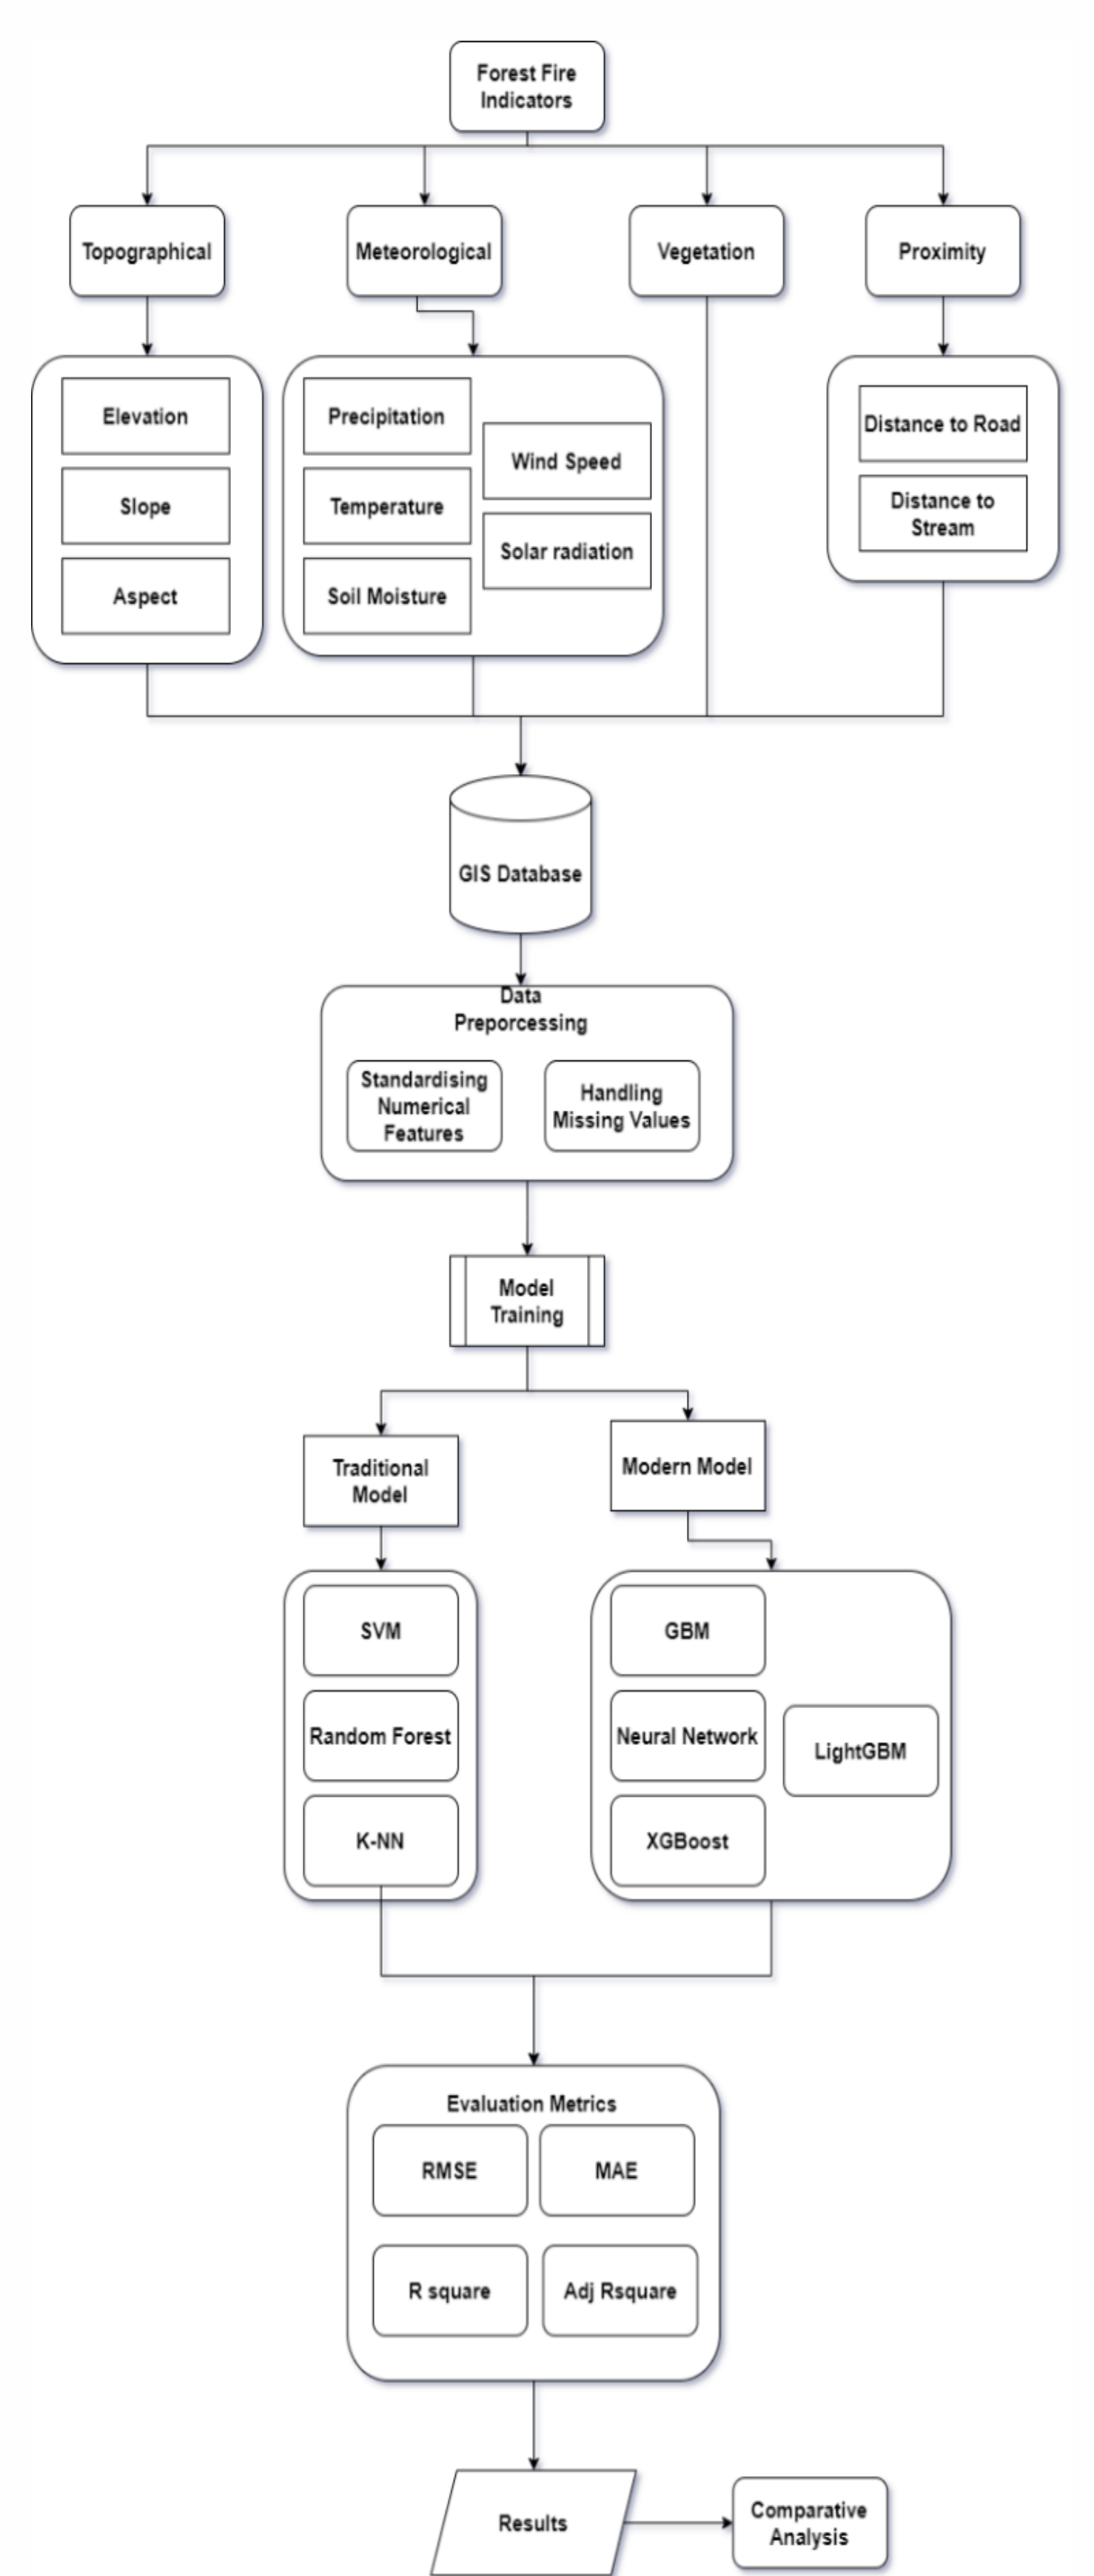 Forest Fire
Indicators
Topographical
Meteorological
Vegetation
Proximity
Elevation
Slope
Aspect
Precipitation
Temperature
Soil Moisture
Wind Speed
Solar radiation
Distance to Road
Distance to
Stream
GIS Database
Data
Preporcessing
Standardising
Numerical
Features
Handling
Missing Values
Model
Training
Traditional
Model
Modern Model
SVM
Random Forest
K-NN
GBM
Neural Network
XGBoost
LightGBM
Evaluation Metrics
RMSE
MAE
R square
Adj Rsquare
Results
Comparative
Analysis